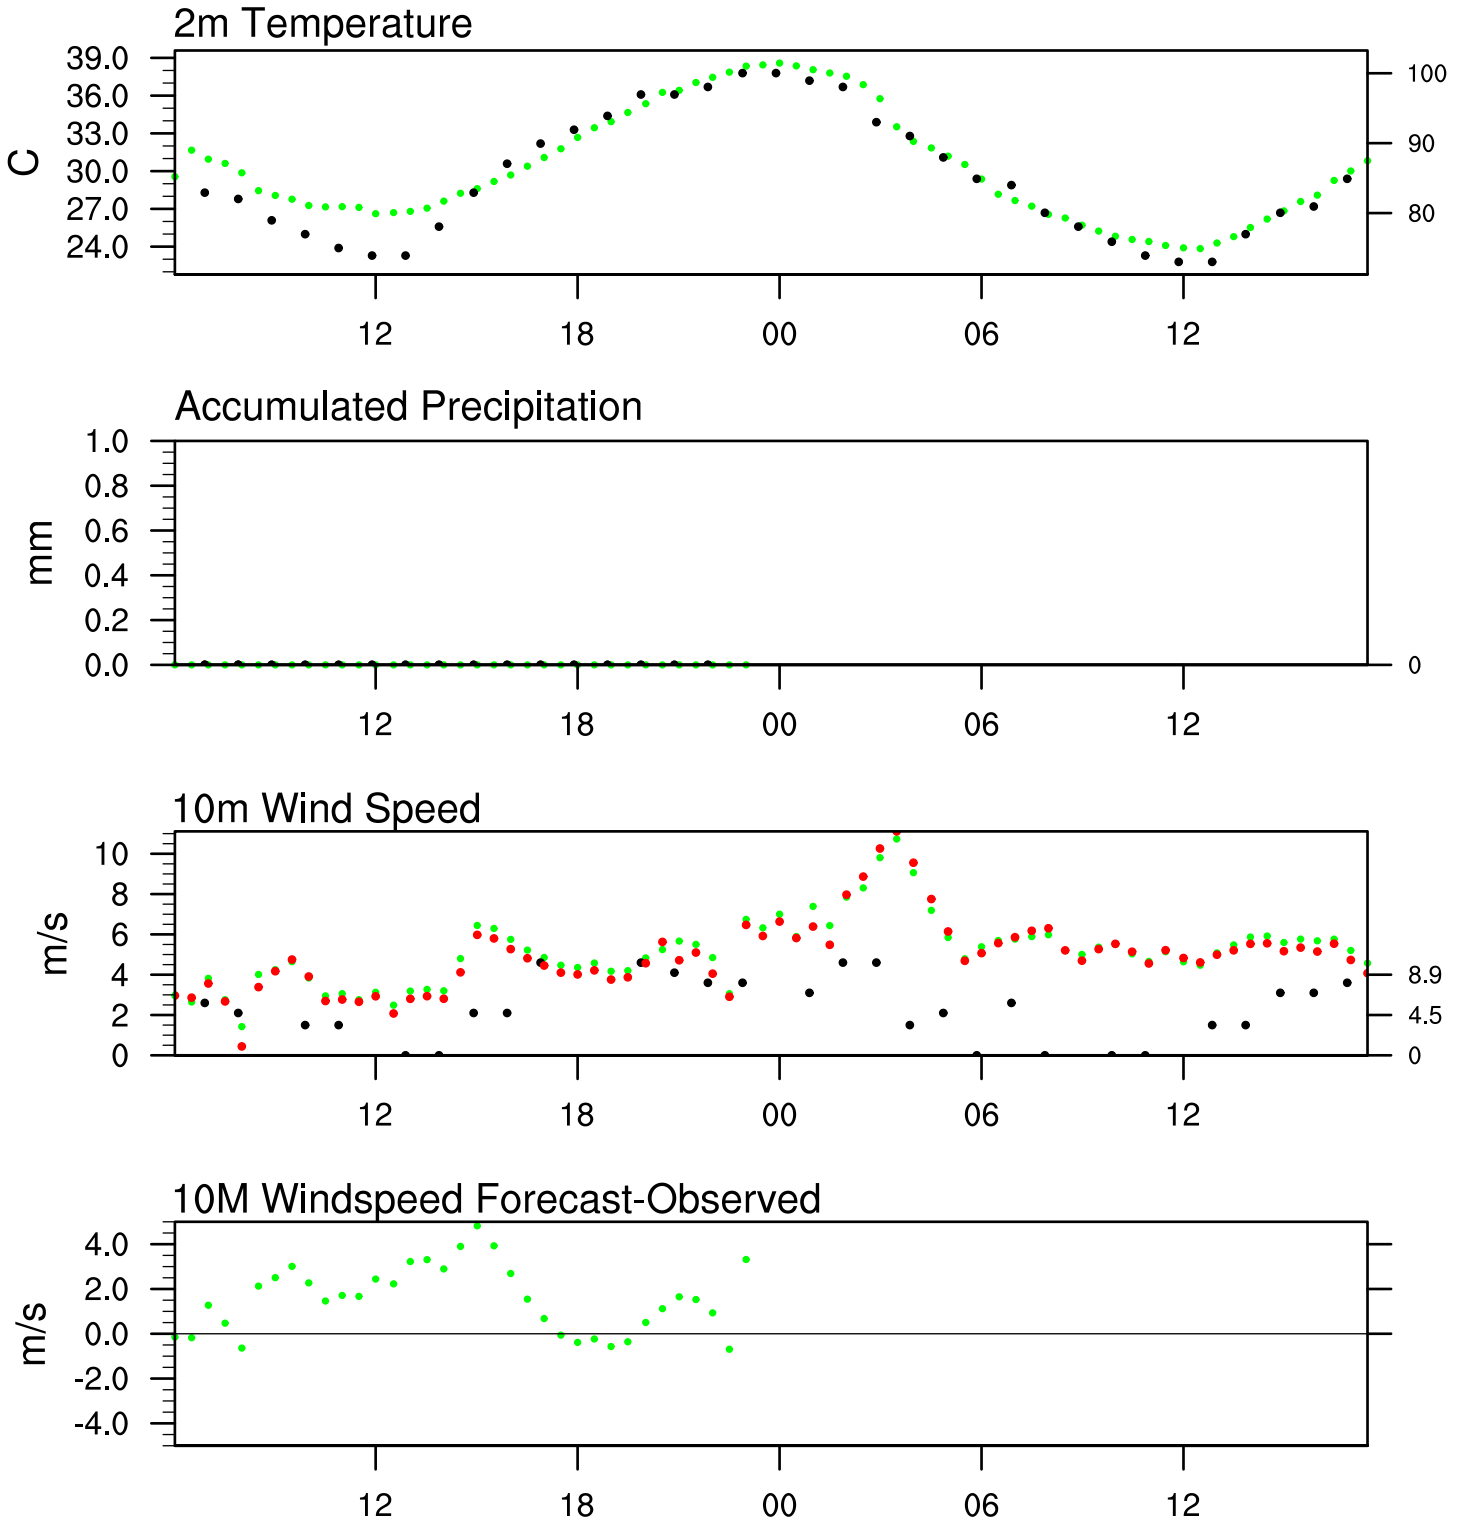 2m Temperature
39.0
36.0
33.0
30.0
27.0
24.0
C
100
90
80
12 18 00 06 12
Accumulated Precipitation
1.0
0.8
0.6
0.4
0.2
0.0
mm
0
12 18 00 06 12
10m Wind Speed
10
8
6
4
2
0
m/s
8.9
4.5
0
12 18 00 06 12
10M Windspeed Forecast-Observed
4.0
2.0
0.0
-2.0
-4.0
m/s
12 18 00 06 12